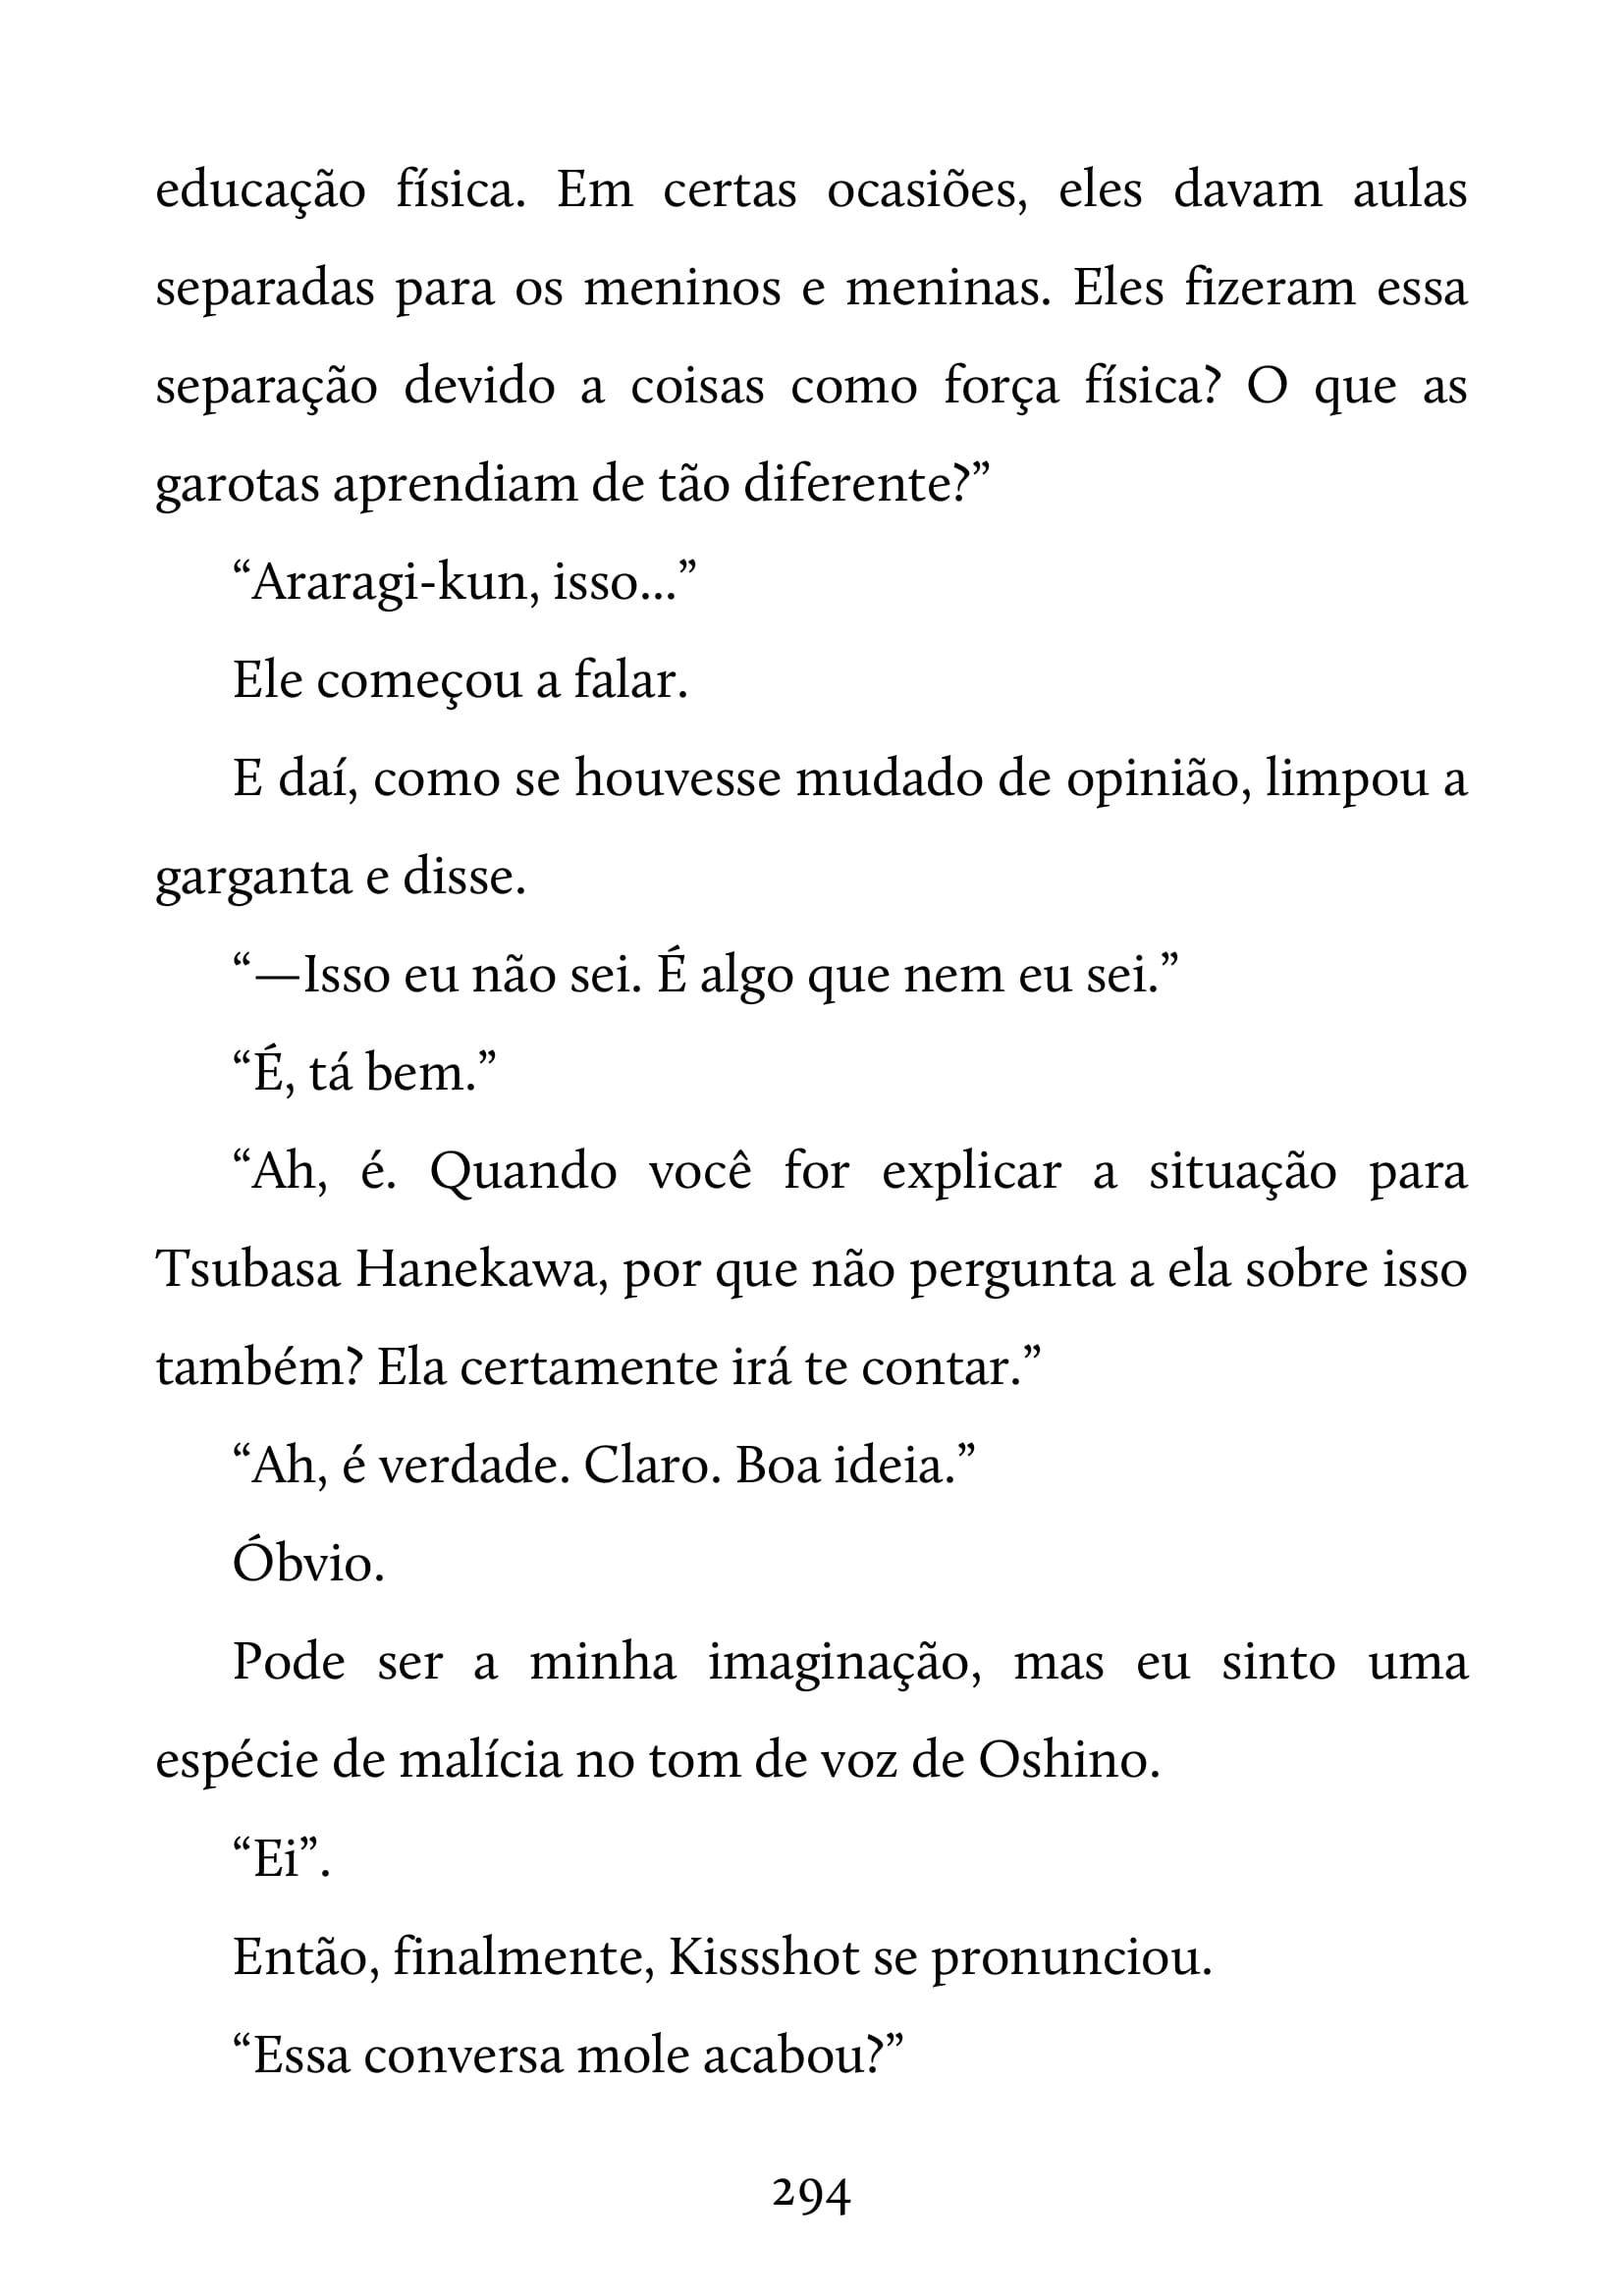 educação física. Em certas ocasiões, eles davam aulas
separadas para os meninos e meninas. Eles fizeram essa
separação devido a coisas como força física? O que as
garotas aprendiam de tão diferente?”
“Araragi-kun, isso...”
Ele começou a falar.
E daí, como se houvesse mudado de opinião, limpou a
garganta e disse.
“—Isso eu não sei. É algo que nem eu sei.”
“É, tá bem.”
“Ah, é. Quando você for explicar a situação para
Tsubasa Hanekawa, por que não pergunta a ela sobre isso
também? Ela certamente irá te contar.”
“Ah, é verdade. Claro. Boa ideia.”
Óbvio.
Pode ser a minha imaginação, mas eu sinto uma
espécie de malícia no tom de voz de Oshino.
“Ei”.
Então, finalmente, Kissshot se pronunciou.
“Essa conversa mole acabou?”
294